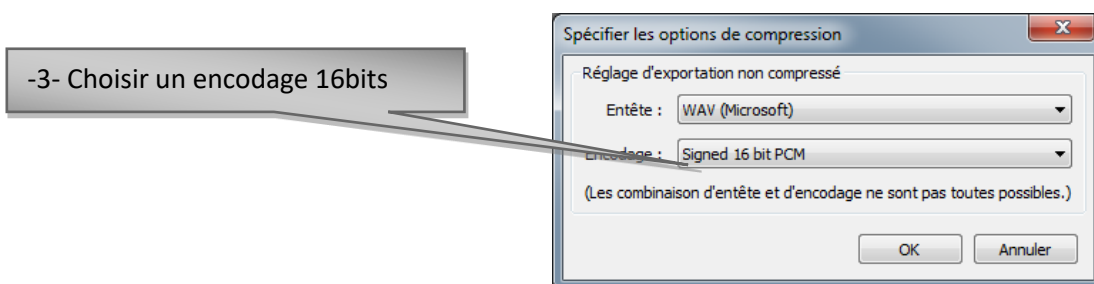 -3- Choisir un encodage 16bits
Spécifier les options de compression
Réglage d'exportation non compressé
Entête : WAV (Microsoft)
Encodage : Signed 16 bit PCM
(Les combinaison d'entête et d'encodage ne sont pas toutes possibles.)
OK Annuler